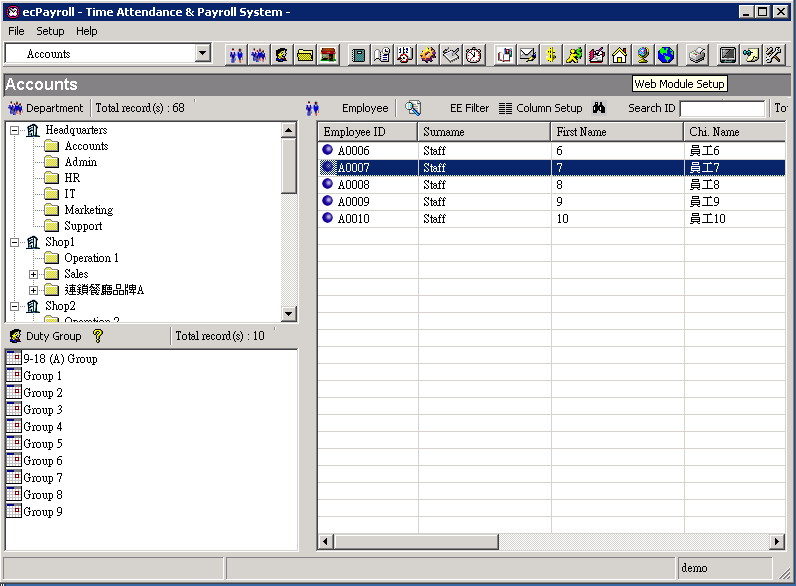 ecPayroll - Time Attendance & Payroll System -
File Setup Help
Accounts
Accounts
Web Module Setup
Department Total record(s) : 68 Employee EE Filter Column Setup Search ID To
Headquarters
Accounts
Admin
HR
IT
Marketing
Support
Shop1
Operation 1
Sales
連鎖餐廳品牌A
Shop2
Operation 2
Employee ID Surname First Name Chi. Name
A0006 Staff 6 員工6
A0007 Staff 7 員工7
A0008 Staff 8 員工8
A0009 Staff 9 員工9
A0010 Staff 10 員工10
Duty Group Total record(s) : 10
9-18 (A) Group
Group 1
Group 2
Group 3
Group 4
Group 5
Group 6
Group 7
Group 8
Group 9
demo